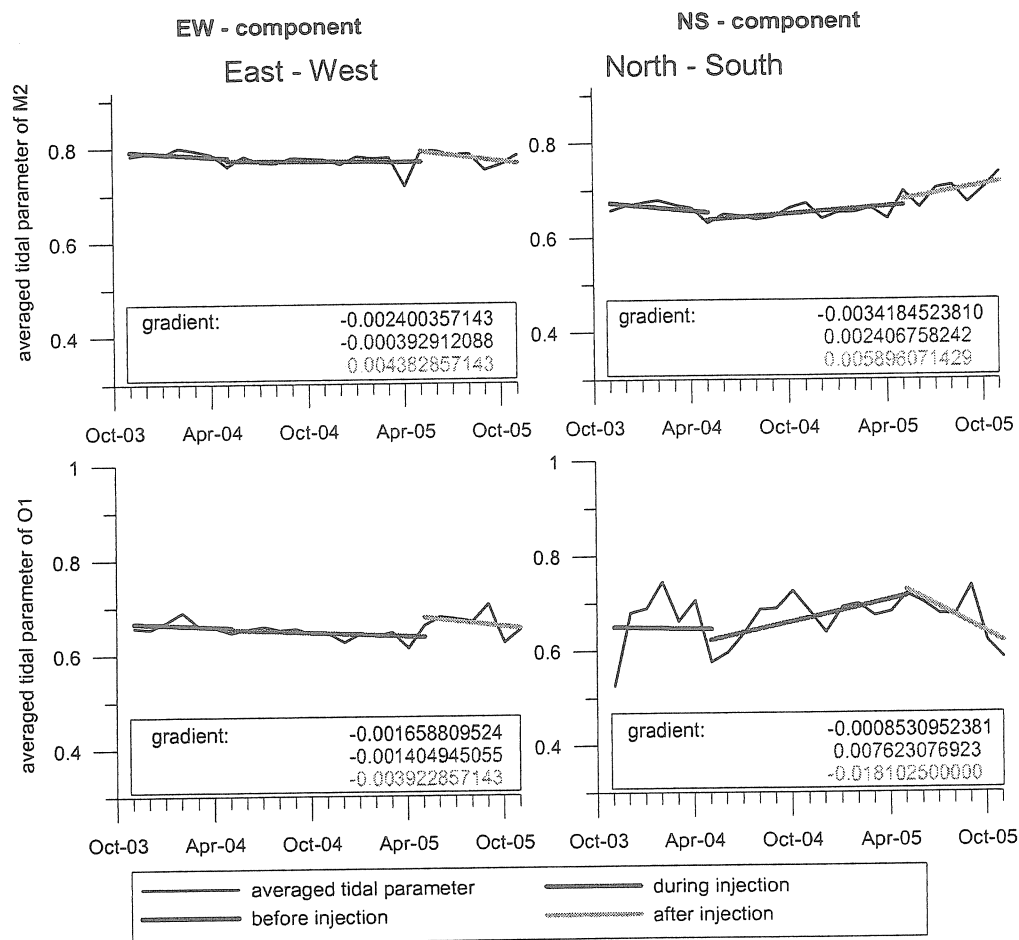 EW - component
NS - component
East - West
North - South
averaged tidal parameter of M2
0.8
0.6
0.4
gradient:
-0.002400357143
-0.000392912088
0.004382857143
Oct-03 Apr-04 Oct-04 Apr-05 Oct-05
0.8
0.6
0.4
gradient:
-0.0034184523810
0.002406758242
0.005896071429
Oct-03 Apr-04 Oct-04 Apr-05 Oct-05
averaged tidal parameter of O1
1
0.8
0.6
0.4
gradient:
-0.001658809524
-0.001404945055
-0.003922857143
Oct-03 Apr-04 Oct-04 Apr-05 Oct-05
1
0.8
0.6
0.4
gradient:
-0.0008530952381
0.007623076923
-0.018102500000
Oct-03 Apr-04 Oct-04 Apr-05 Oct-05
averaged tidal parameter
during injection
before injection
after injection